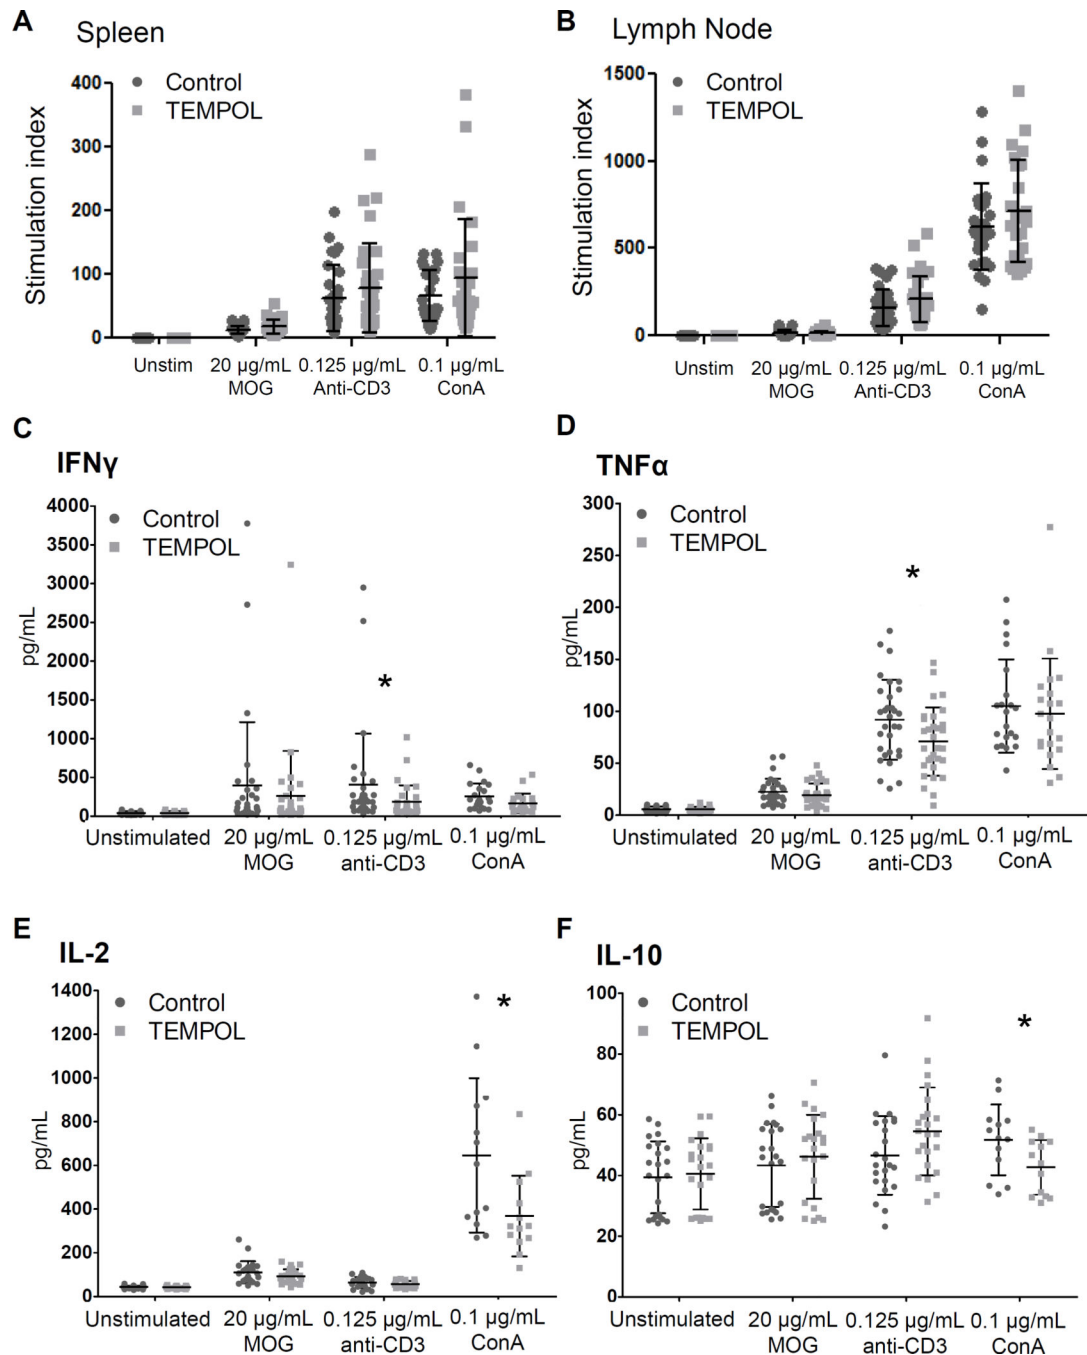 A
Spleen
Control
TEMPOL
Stimulation index
400
300
200
100
0
Unstim
20 µg/mL
MOG
0.125 µg/mL
Anti-CD3
0.1 µg/mL
ConA
B
Lymph Node
Control
TEMPOL
Stimulation index
1500
1000
500
0
Unstim
20 µg/mL
MOG
0.125 µg/mL
Anti-CD3
0.1 µg/mL
ConA
C
IFNγ
Control
TEMPOL
pg/mL
4000
3500
3000
2500
2000
1500
1000
500
0
*
Unstimulated
20 µg/mL
MOG
0.125 µg/mL
anti-CD3
0.1 µg/mL
ConA
D
TNFα
Control
TEMPOL
pg/mL
300
250
200
150
100
50
0
*
Unstimulated
20 µg/mL
MOG
0.125 µg/mL
anti-CD3
0.1 µg/mL
ConA
E
IL-2
Control
TEMPOL
pg/mL
1400
1200
1000
800
600
400
200
0
*
Unstimulated
20 µg/mL
MOG
0.125 µg/mL
anti-CD3
0.1 µg/mL
ConA
F
IL-10
Control
TEMPOL
pg/mL
100
80
60
40
20
0
*
Unstimulated
20 µg/mL
MOG
0.125 µg/mL
anti-CD3
0.1 µg/mL
ConA